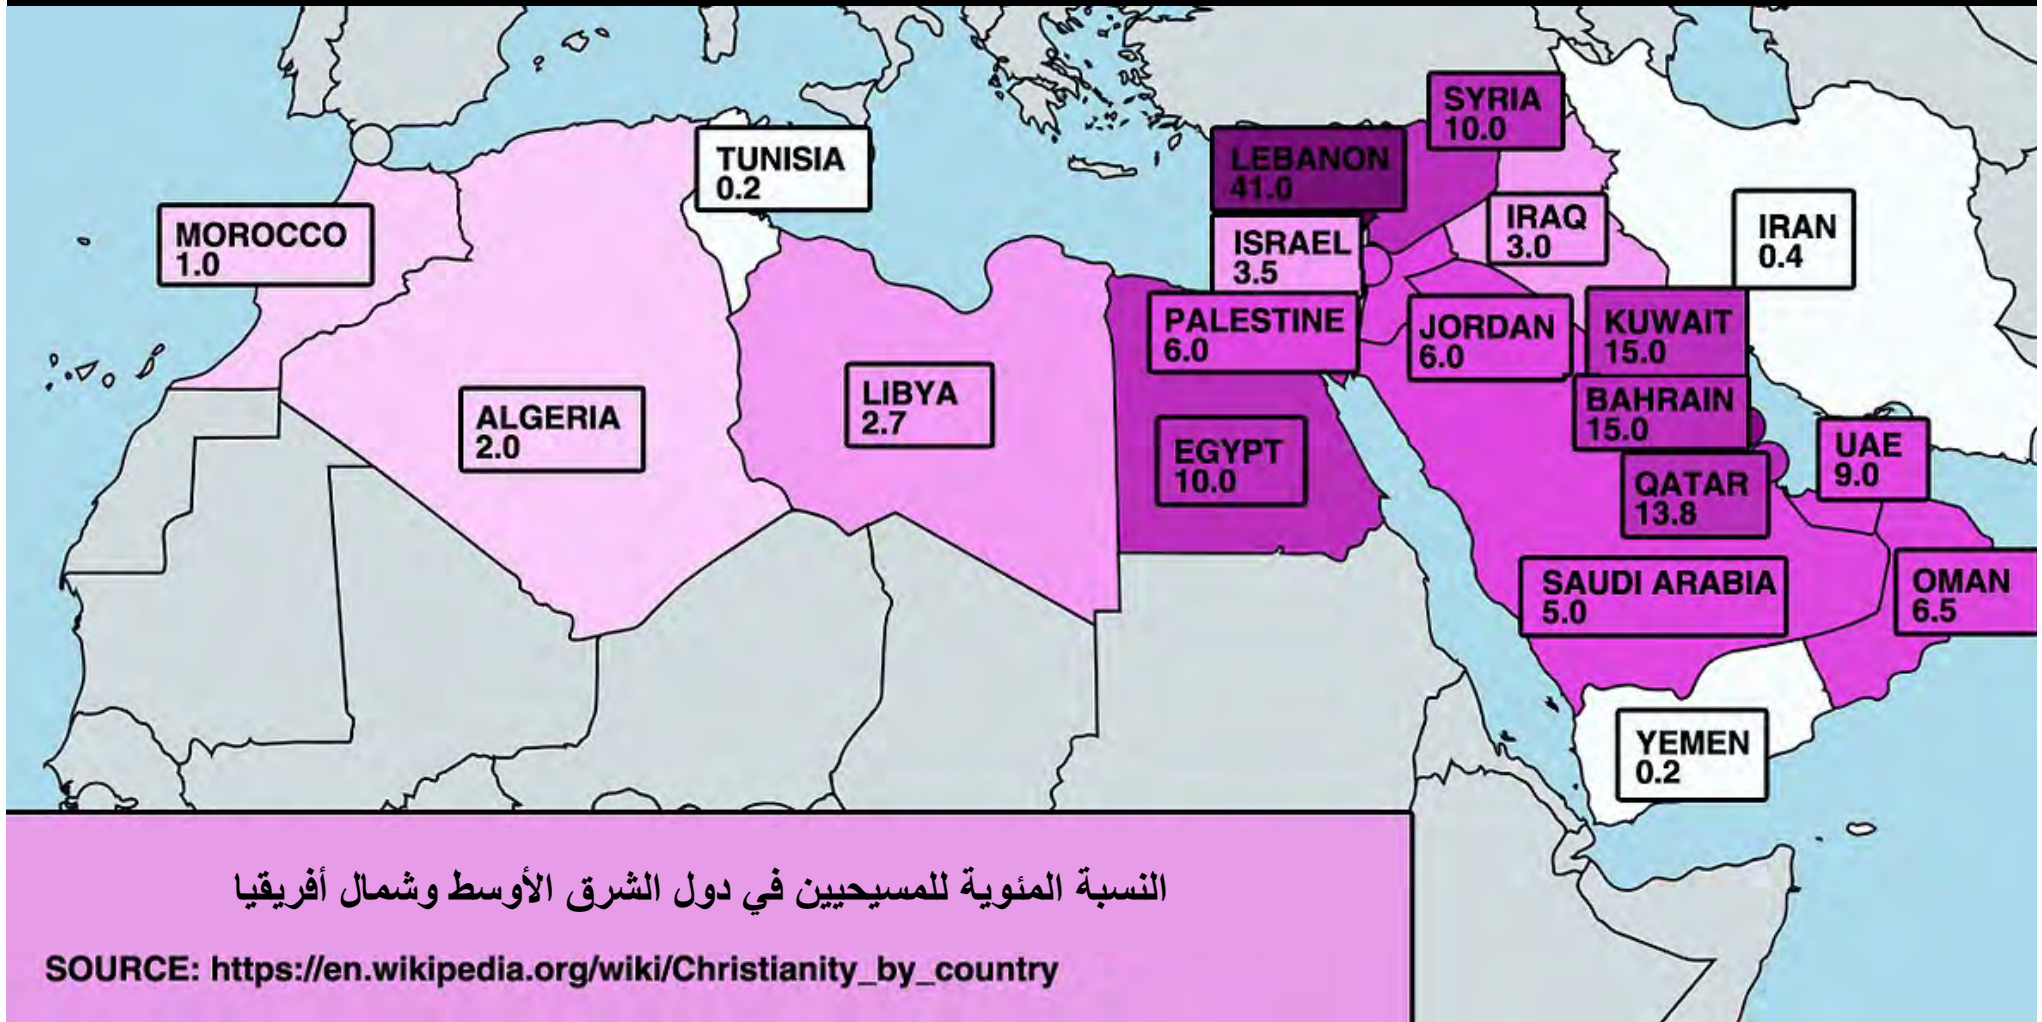 SYRIA
10.0
LEBANON
41.0
TUNISIA
0.2
MOROCCO
1.0
ISRAEL
3.5
IRAQ
3.0
IRAN
0.4
PALESTINE
6.0
JORDAN
6.0
KUWAIT
15.0
ALGERIA
2.0
LIBYA
2.7
BAHRAIN
15.0
EGYPT
10.0
UAE
9.0
QATAR
13.8
SAUDI ARABIA
5.0
OMAN
6.5
YEMEN
0.2
النسبة المئوية للمسيحيين في دول الشرق الأوسط وشمال أفريقيا
SOURCE: https://en.wikipedia.org/wiki/Christianity_by_country